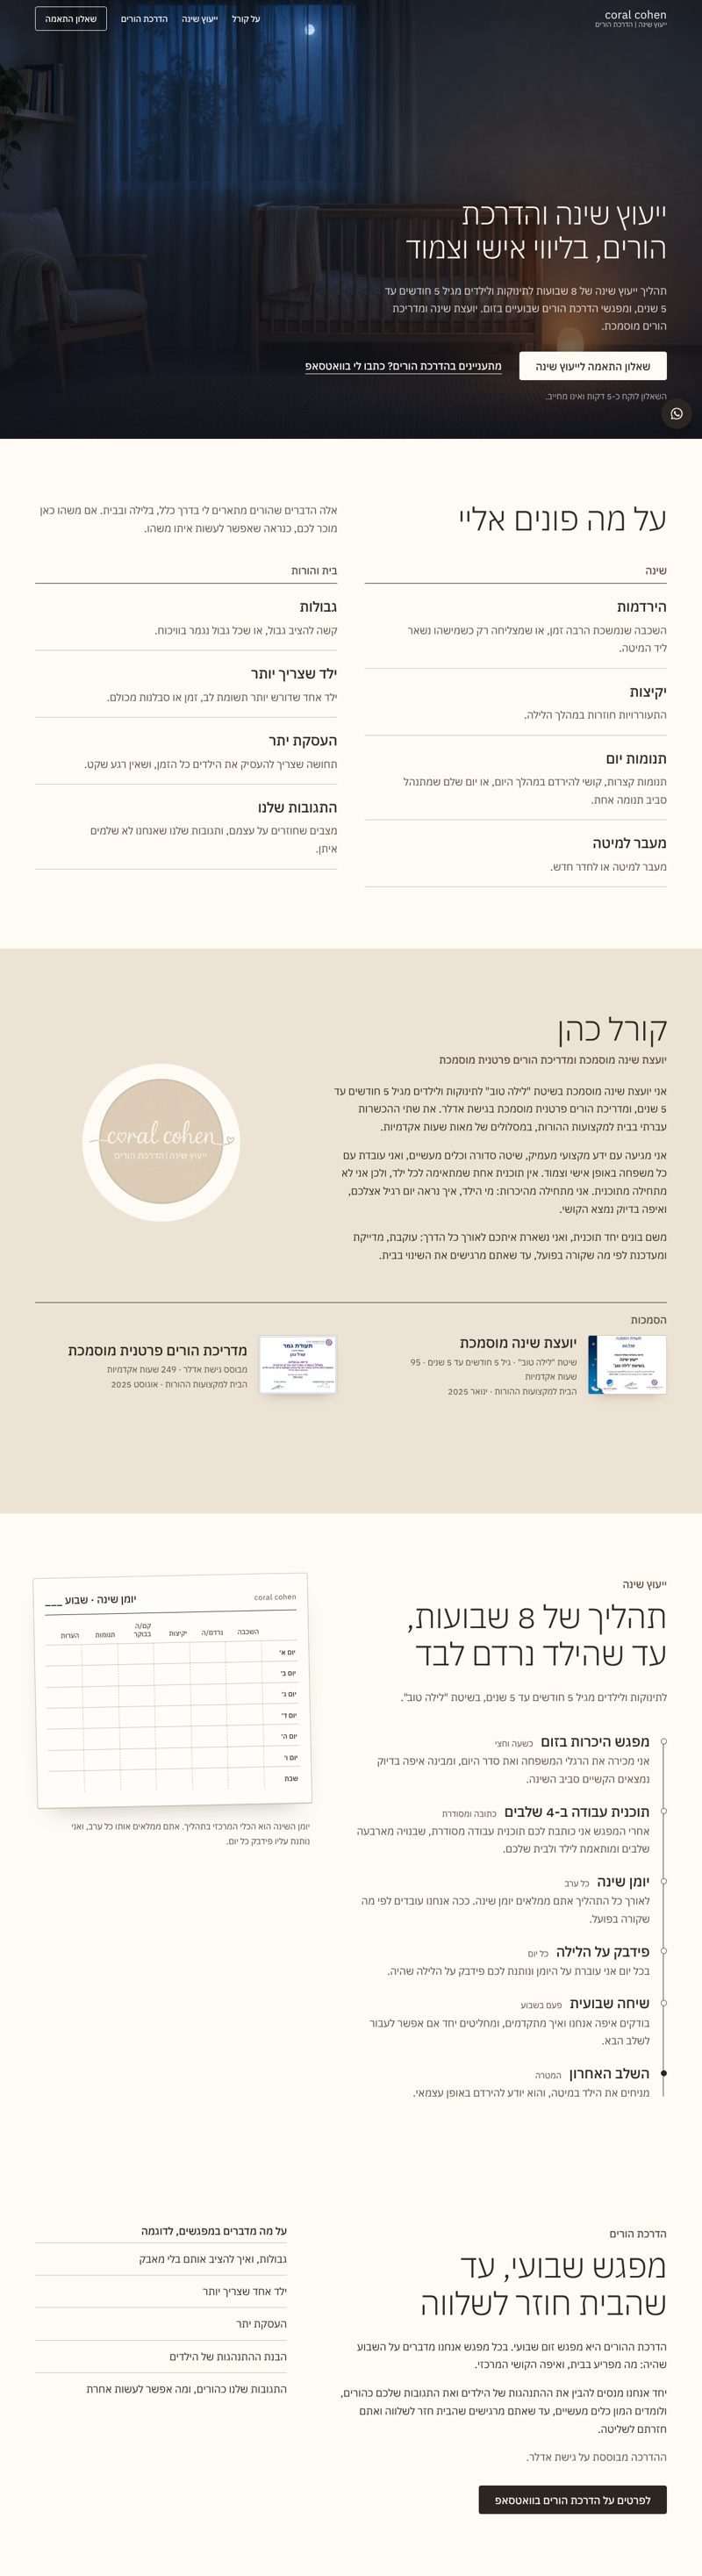 coral cohen
ייעוץ שינה | הדרכת הורים
על קורל
ייעוץ שינה
הדרכת הורים
שאלון התאמה
ייעוץ שינה והדרכת
הורים, בליווי אישי וצמוד
תהליך ייעוץ שינה של 8 שבועות לתינוקות ולילדים מגיל 5 חודשים עד
5 שנים, ומפגשי הדרכת הורים שבועיים בזום. יועצת שינה ומדריכת
הורים מוסמכת.
שאלון התאמה לייעוץ שינה
מתעניינים בהדרכת הורים? כתבו לי בוואטסאפ
השאלון לוקח כ-5 דקות ואינו מחייב.
על מה פונים אליי
אלה הדברים שהורים מתארים לי בדרך כלל, בלילה ובבית. אם משהו כאן
מוכר לכם, כנראה שאפשר לעשות איתו משהו.
שינה
הירדמות
השכבה שנמשכת הרבה זמן, או שמצליחה רק כשמישהו נשאר
ליד המיטה.
יקיצות
התעוררויות חוזרות במהלך הלילה.
תנומות יום
תנומות קצרות, קושי להירדם במהלך היום, או יום שלם שמתנהל
סביב תנומה אחת.
מעבר למיטה
מעבר למיטה או לחדר חדש.
בית והורות
גבולות
קשה להציב גבול, או שכל גבול נגמר בוויכוח.
ילד שצריך יותר
ילד אחד שדורש יותר תשומת לב, זמן או סבלנות מכולם.
העסקת יתר
תחושה שצריך להעסיק את הילדים כל הזמן, ושאין רגע שקט.
התגובות שלנו
מצבים שחוזרים על עצמם, ותגובות שלנו שאנחנו לא שלמים
איתן.
קורל כהן
יועצת שינה מוסמכת ומדריכת הורים פרטנית מוסמכת
אני יועצת שינה מוסמכת בשיטת "לילה טוב" לתינוקות ולילדים מגיל 5 חודשים עד
5 שנים, ומדריכת הורים פרטנית מוסמכת בגישת אדלר. את שתי ההכשרות
עברתי בבית למקצועות ההורות, במסלולים של מאות שעות אקדמיות.
אני מגיעה עם ידע מקצועי מעמיק, שיטה סדורה וכלים מעשיים, ואני עובדת עם
כל משפחה באופן אישי וצמוד. אין תוכנית אחת שמתאימה לכל ילד, ולכן אני לא
מתחילה מתוכנית. אני מתחילה מהיכרות: מי הילד, איך נראה יום רגיל אצלכם,
ואיפה בדיוק נמצא הקושי.
משם בונים יחד תוכנית, ואני נשארת איתכם לאורך כל הדרך: עוקבת, מדייקת
ומעדכנת לפי מה שקורה בפועל, עד שאתם מרגישים את השינוי בבית.
coral cohen
ייעוץ שינה | הדרכת הורים
הסמכות
יועצת שינה מוסמכת
שיטת "לילה טוב" · גיל 5 חודשים עד 5 שנים · 95
שעות אקדמיות
הבית למקצועות ההורות · ינואר 2025
תעודת גמר
מדריכת הורים פרטנית מוסמכת
מבוסס גישת אדלר · 249 שעות אקדמיות
הבית למקצועות ההורות · אוגוסט 2025
ייעוץ שינה
תהליך של 8 שבועות,
עד שהילד נרדם לבד
לתינוקות ולילדים מגיל 5 חודשים עד 5 שנים, בשיטת "לילה טוב".
מפגש היכרות בזום כשעה וחצי
אני מכירה את הרגלי המשפחה ואת סדר היום, ומבינה איפה בדיוק
נמצאים הקשיים סביב השינה.
תוכנית עבודה ב-4 שלבים כתובה ומסודרת
אחרי המפגש אני כותבת לכם תוכנית עבודה מסודרת, שבנויה מארבעה
שלבים ומותאמת לילד ולבית שלכם.
יומן שינה כל ערב
לאורך כל התהליך אתם ממלאים יומן שינה. ככה אנחנו עובדים לפי מה
שקורה בפועל.
פידבק על הלילה כל יום
בכל יום אני עוברת על היומן ונותנת לכם פידבק על הלילה שהיה.
שיחה שבועית פעם בשבוע
בודקים איפה אנחנו ואיך מתקדמים, ומחליטים יחד אם אפשר לעבור
לשלב הבא.
השלב האחרון המטרה
מניחים את הילד במיטה, והוא יודע להירדם באופן עצמאי.
coral cohen
יומן שינה · שבוע ___
השכבה נרדם/ה יקיצות קם/ה בבוקר תנומות הערות
יום א׳
יום ב׳
יום ג׳
יום ד׳
יום ה׳
יום ו׳
שבת
יומן השינה הוא הכלי המרכזי בתהליך. אתם ממלאים אותו כל ערב, ואני
נותנת עליו פידבק כל יום.
הדרכת הורים
מפגש שבועי, עד
שהבית חוזר לשלווה
הדרכת ההורים היא מפגש זום שבועי. בכל מפגש אנחנו מדברים על השבוע
שהיה: מה מפריע בבית, ואיפה הקושי המרכזי.
יחד אנחנו מנסים להבין את ההתנהגות של הילדים ואת התגובות שלכם כהורים,
ולומדים המון כלים מעשיים, עד שאתם מרגישים שהבית חזר לשלווה ואתם
חזרתם לשליטה.
ההדרכה מבוססת על גישת אדלר.
לפרטים על הדרכת הורים בוואטסאפ
על מה מדברים במפגשים, לדוגמה
גבולות, ואיך להציב אותם בלי מאבק
ילד אחד שצריך יותר
העסקת יתר
הבנת ההתנהגות של הילדים
התגובות שלנו כהורים, ומה אפשר לעשות אחרת